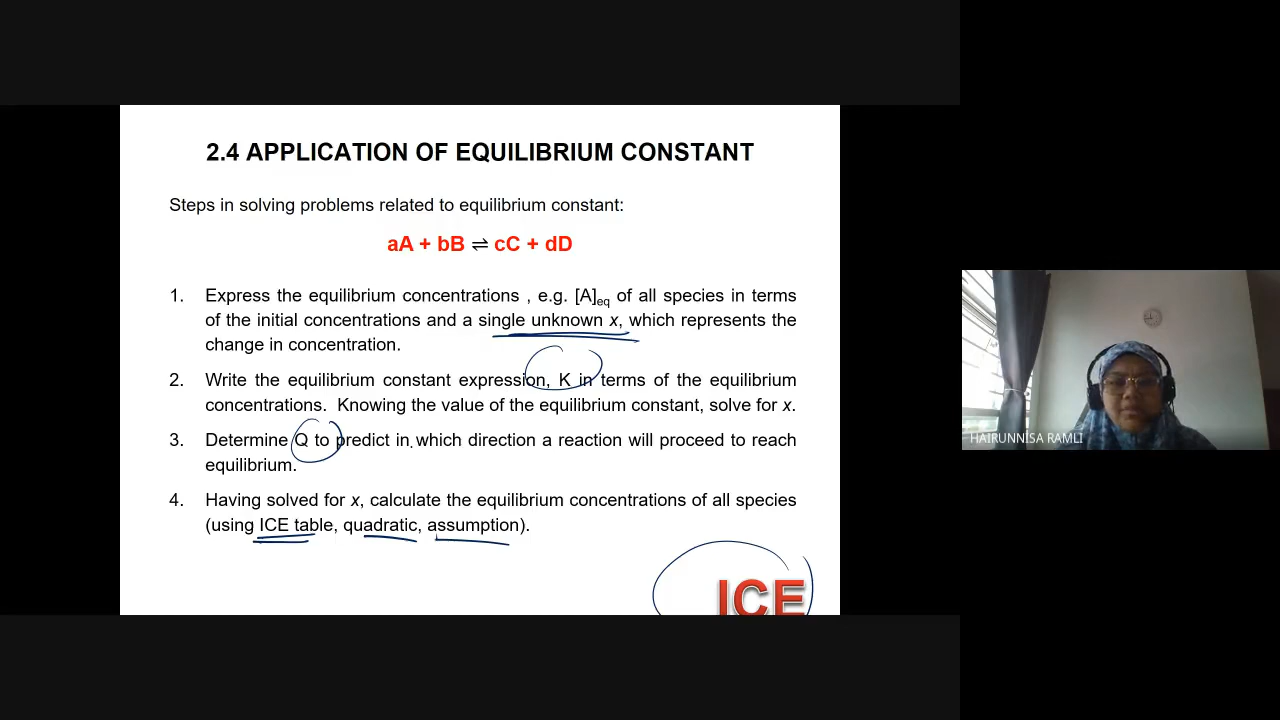 2.4 APPLICATION OF EQUILIBRIUM CONSTANT
Steps in solving problems related to equilibrium constant:
aA + bB ⇌ cC + dD
1. Express the equilibrium concentrations , e.g. [A]eq of all species in terms
of the initial concentrations and a single unknown x, which represents the
change in concentration.
2. Write the equilibrium constant expression, K in terms of the equilibrium
concentrations. Knowing the value of the equilibrium constant, solve for x.
3. Determine Q to predict in which direction a reaction will proceed to reach
equilibrium.
4. Having solved for x, calculate the equilibrium concentrations of all species
(using ICE table, quadratic, assumption).
ICE
HAIRUNNISA RAMLI